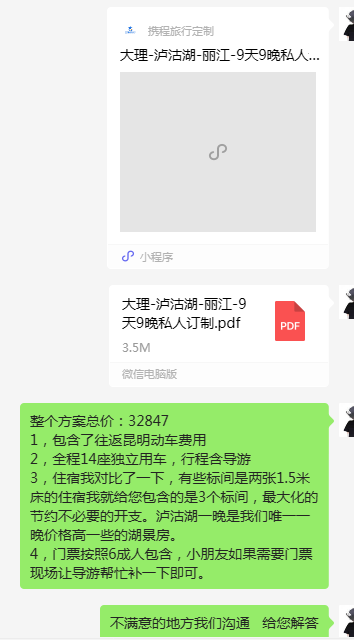 携程旅行定制
大理-泸沽湖-丽江-9天9晚私人...
小程序
大理-泸沽湖-丽江-9
天9晚私人订制.pdf
PDF
3.5M
微信电脑版
整个方案总价：32847
1，包含了往返昆明动车费用
2，全程14座独立用车，行程含导游
3，住宿我对比了一下，有些标间是两张1.5米
床的住宿我就给您包含的是3个标间，最大化的
节约不必要的开支。泸沽湖一晚是我们唯一一
晚价格高一些的湖景房。
4，门票按照6成人包含，小朋友如果需要门票
现场让导游帮忙补一下即可。
不满意的地方我们沟通 给您解答